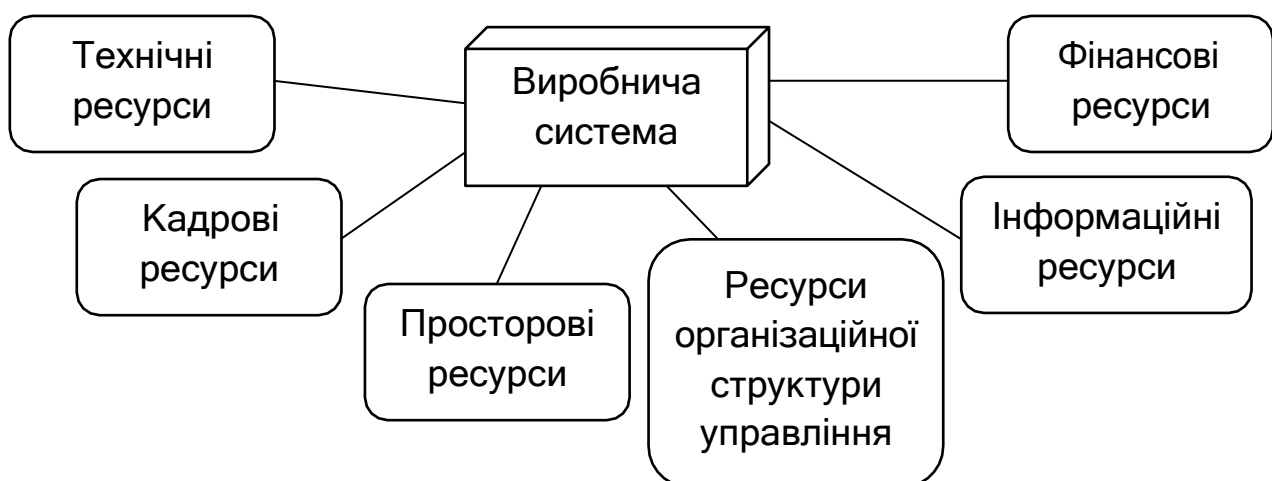 Технічні
ресурси
Виробнича
система
Фінансові
ресурси
Кадрові
ресурси
Інформаційні
ресурси
Просторові
ресурси
Ресурси
організаційної
структури
управління